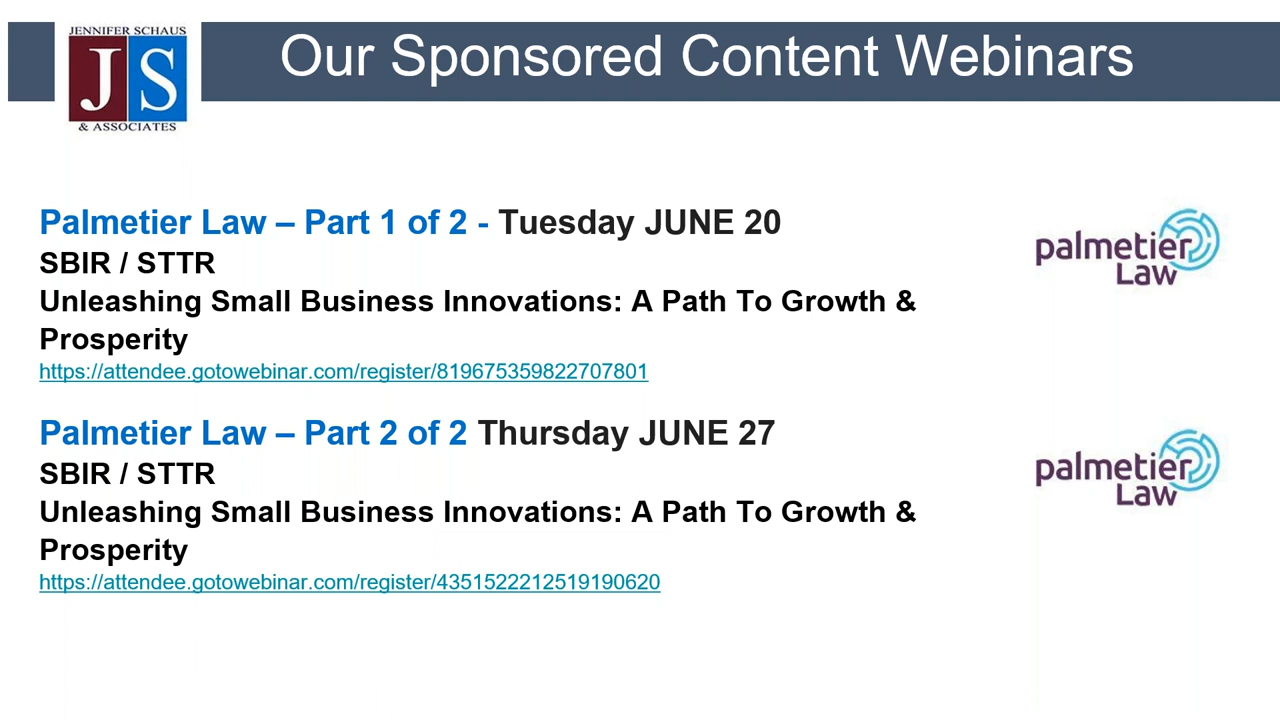 JENNIFER SCHAUS
JS
& ASSOCIATES
Our Sponsored Content Webinars
Palmetier Law – Part 1 of 2 - Tuesday JUNE 20
SBIR / STTR
Unleashing Small Business Innovations: A Path To Growth &
Prosperity
https://attendee.gotowebinar.com/register/819675359822707801
palmetier
Law
Palmetier Law – Part 2 of 2 Thursday JUNE 27
SBIR / STTR
Unleashing Small Business Innovations: A Path To Growth &
Prosperity
https://attendee.gotowebinar.com/register/4351522212519190620
palmetier
Law